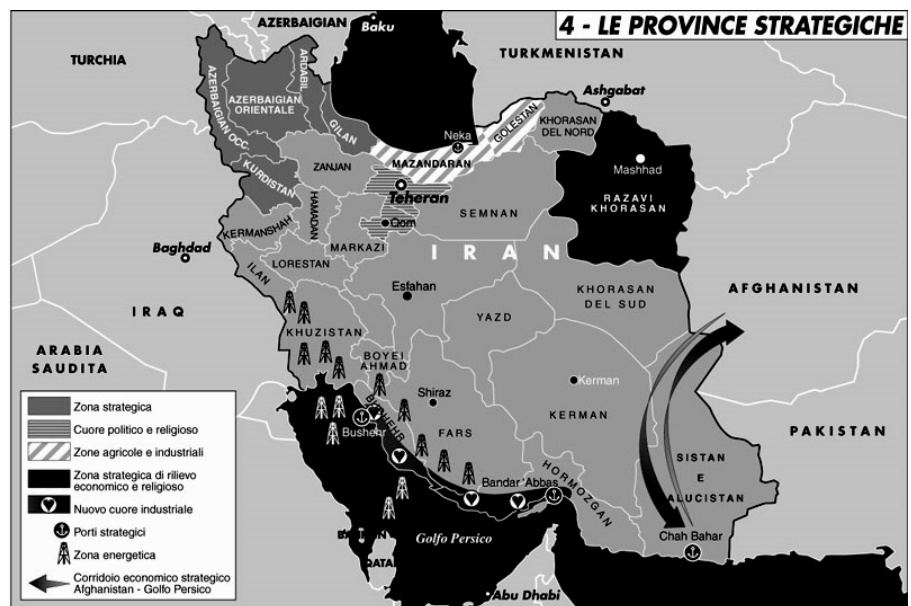 4 - LE PROVINCE STRATEGICHE
AZERBAIGIAN
Baku
TURCHIA
TURKMENISTAN
Ashgabat
ARDABIL
AZERBAIGIAN
ORIENTALE
AZERBAIGIAN OCC.
GILAN
GOLESTAN
KHORASAN
DEL NORD
Neka
MAZANDARAN
ZANJAN
Mashhad
KURDISTAN
Teheran
RAZAVI
KHORASAN
HAMADAN
SEMNAN
Qom
KERMANSHAH
MARKAZI
Baghdad
IRAN
LORESTAN
ILAN
Esfahan
KHORASAN
DEL SUD
AFGHANISTAN
IRAQ
YAZD
KHUZISTAN
ARABIA
SAUDITA
BOYEI
AHMAD
Shiraz
Kerman
KERMAN
BUSHEHR
Bushehr
FARS
PAKISTAN
SISTAN
E
ALUCISTAN
HORMOZGAN
Bandar 'Abbas
Chah Bahar
Golfo Persico
QATAR
Abu Dhabi
Zona strategica
Cuore politico e religioso
Zone agricole e industriali
Zona strategica di rilievo
economico e religioso
Nuovo cuore industriale
Porti strategici
Zona energetica
Corridoio economico strategico
Afghanistan - Golfo Persico